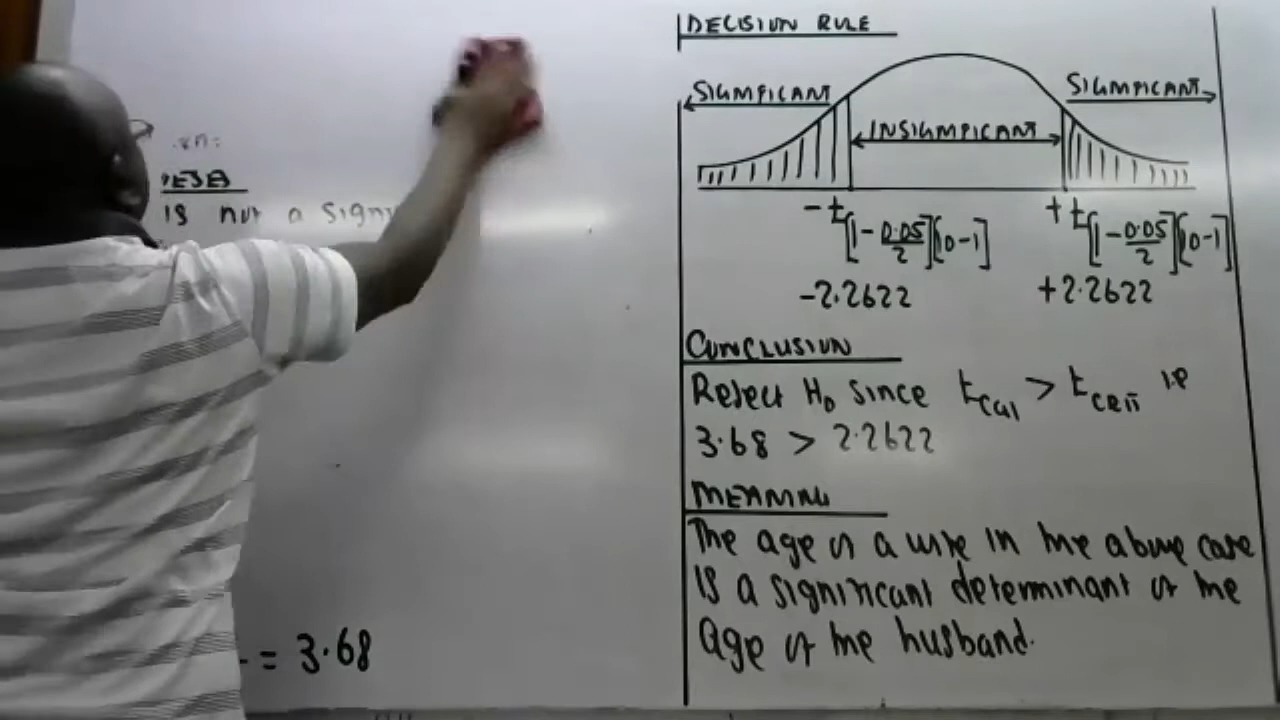 ESES
is not a Signi
= 3.68
DECISION RULE
SIGNIFICANT
SIGNIFICANT
INSIGNIFICANT
-t[1 - 0.05/2][10-1]
+t[1 - 0.05/2][10-1]
-2.2622
+2.2622
CONCLUSION
Reject H0 since tcal > tcrit i.e
3.68 > 2.2622
MEANING
The age of a wife in the above case
is a significant determinant of the
age of the husband.